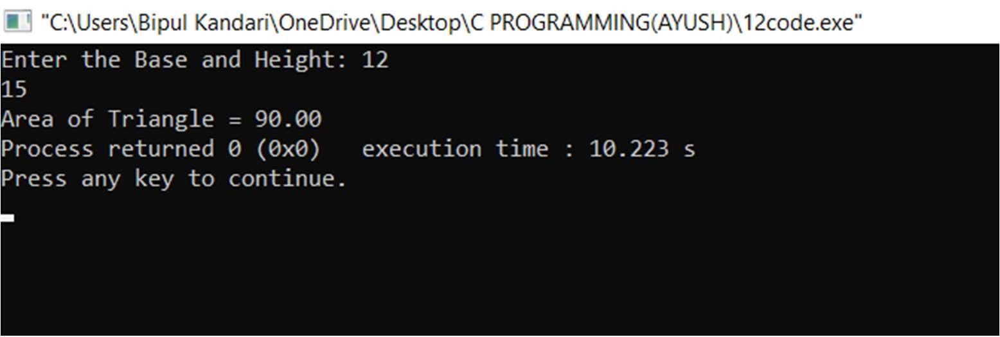 "C:\Users\Bipul Kandari\OneDrive\Desktop\C PROGRAMMING(AYUSH)\12code.exe"
Enter the Base and Height: 12
15
Area of Triangle = 90.00
Process returned 0 (0x0)   execution time : 10.223 s
Press any key to continue.